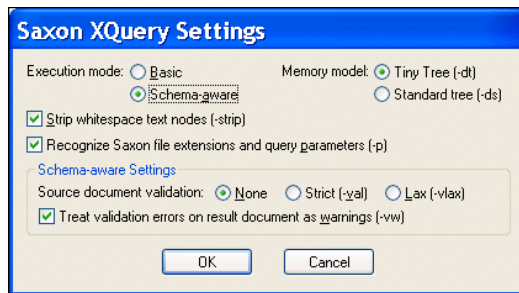 Saxon XQuery Settings
Execution mode: Basic Memory model: Tiny Tree (-dt)
Schema-aware Standard tree (-ds)
Strip whitespace text nodes (-strip)
Recognize Saxon file extensions and query parameters (-p)
Schema-aware Settings
Source document validation: None Strict (-val) Lax (-vlax)
Treat validation errors on result document as warnings (-vw)
OK Cancel